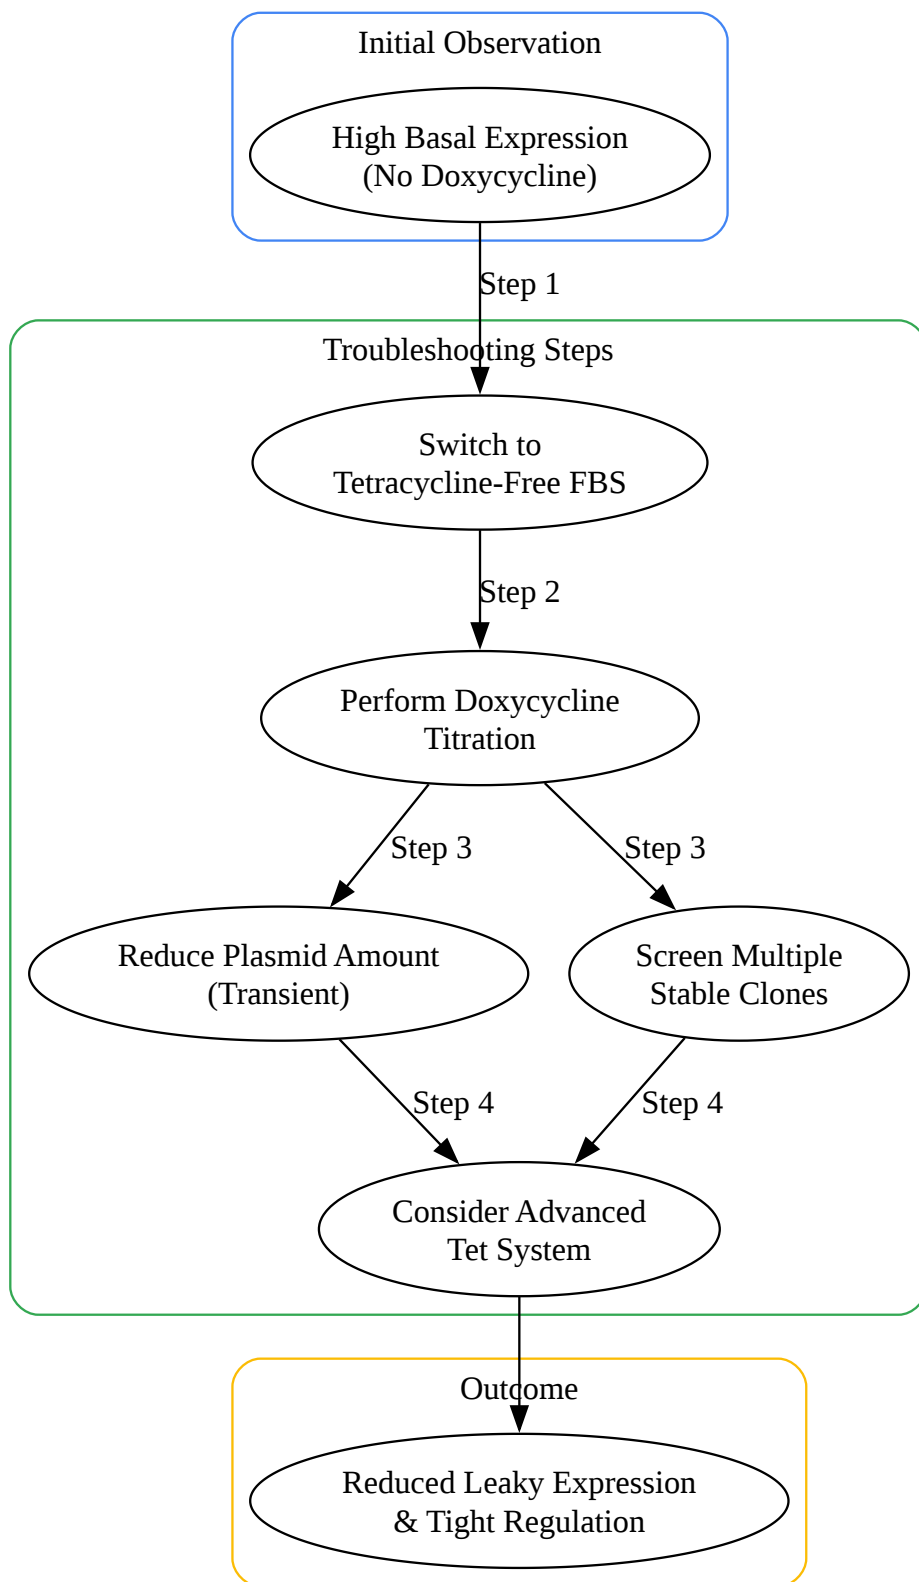 Initial Observation
High Basal Expression
(No Doxycycline)
Step 1
Troubleshooting Steps
Switch to
Tetracycline-Free FBS
Step 2
Perform Doxycycline
Titration
Step 3
Step 3
Reduce Plasmid Amount
(Transient)
Screen Multiple
Stable Clones
Step 4
Step 4
Consider Advanced
Tet System
Outcome
Reduced Leaky Expression
& Tight Regulation